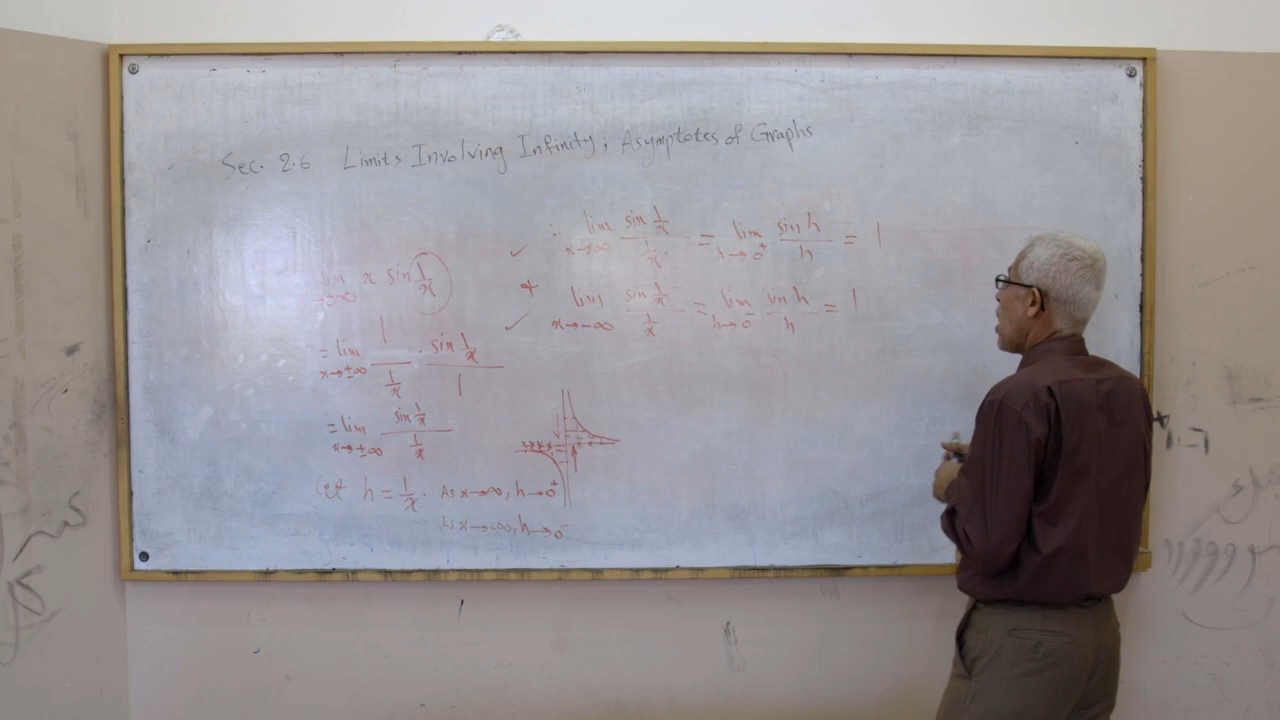 Sec. 2.6 Limits Involving Infinity; Asymptotes of Graphs
lim x→±∞ x sin 1/x
= lim x→±∞ 1/(1/x) · (sin 1/x)/1
= lim x→±∞ (sin 1/x)/(1/x)
Let h = 1/x. As x→∞, h→0⁺
As x→-∞, h→0⁻
∵ lim x→∞ (sin 1/x)/(1/x) = lim h→0⁺ (sin h)/h = 1
+ lim x→-∞ (sin 1/x)/(1/x) = lim h→0⁻ (sin h)/h = 1